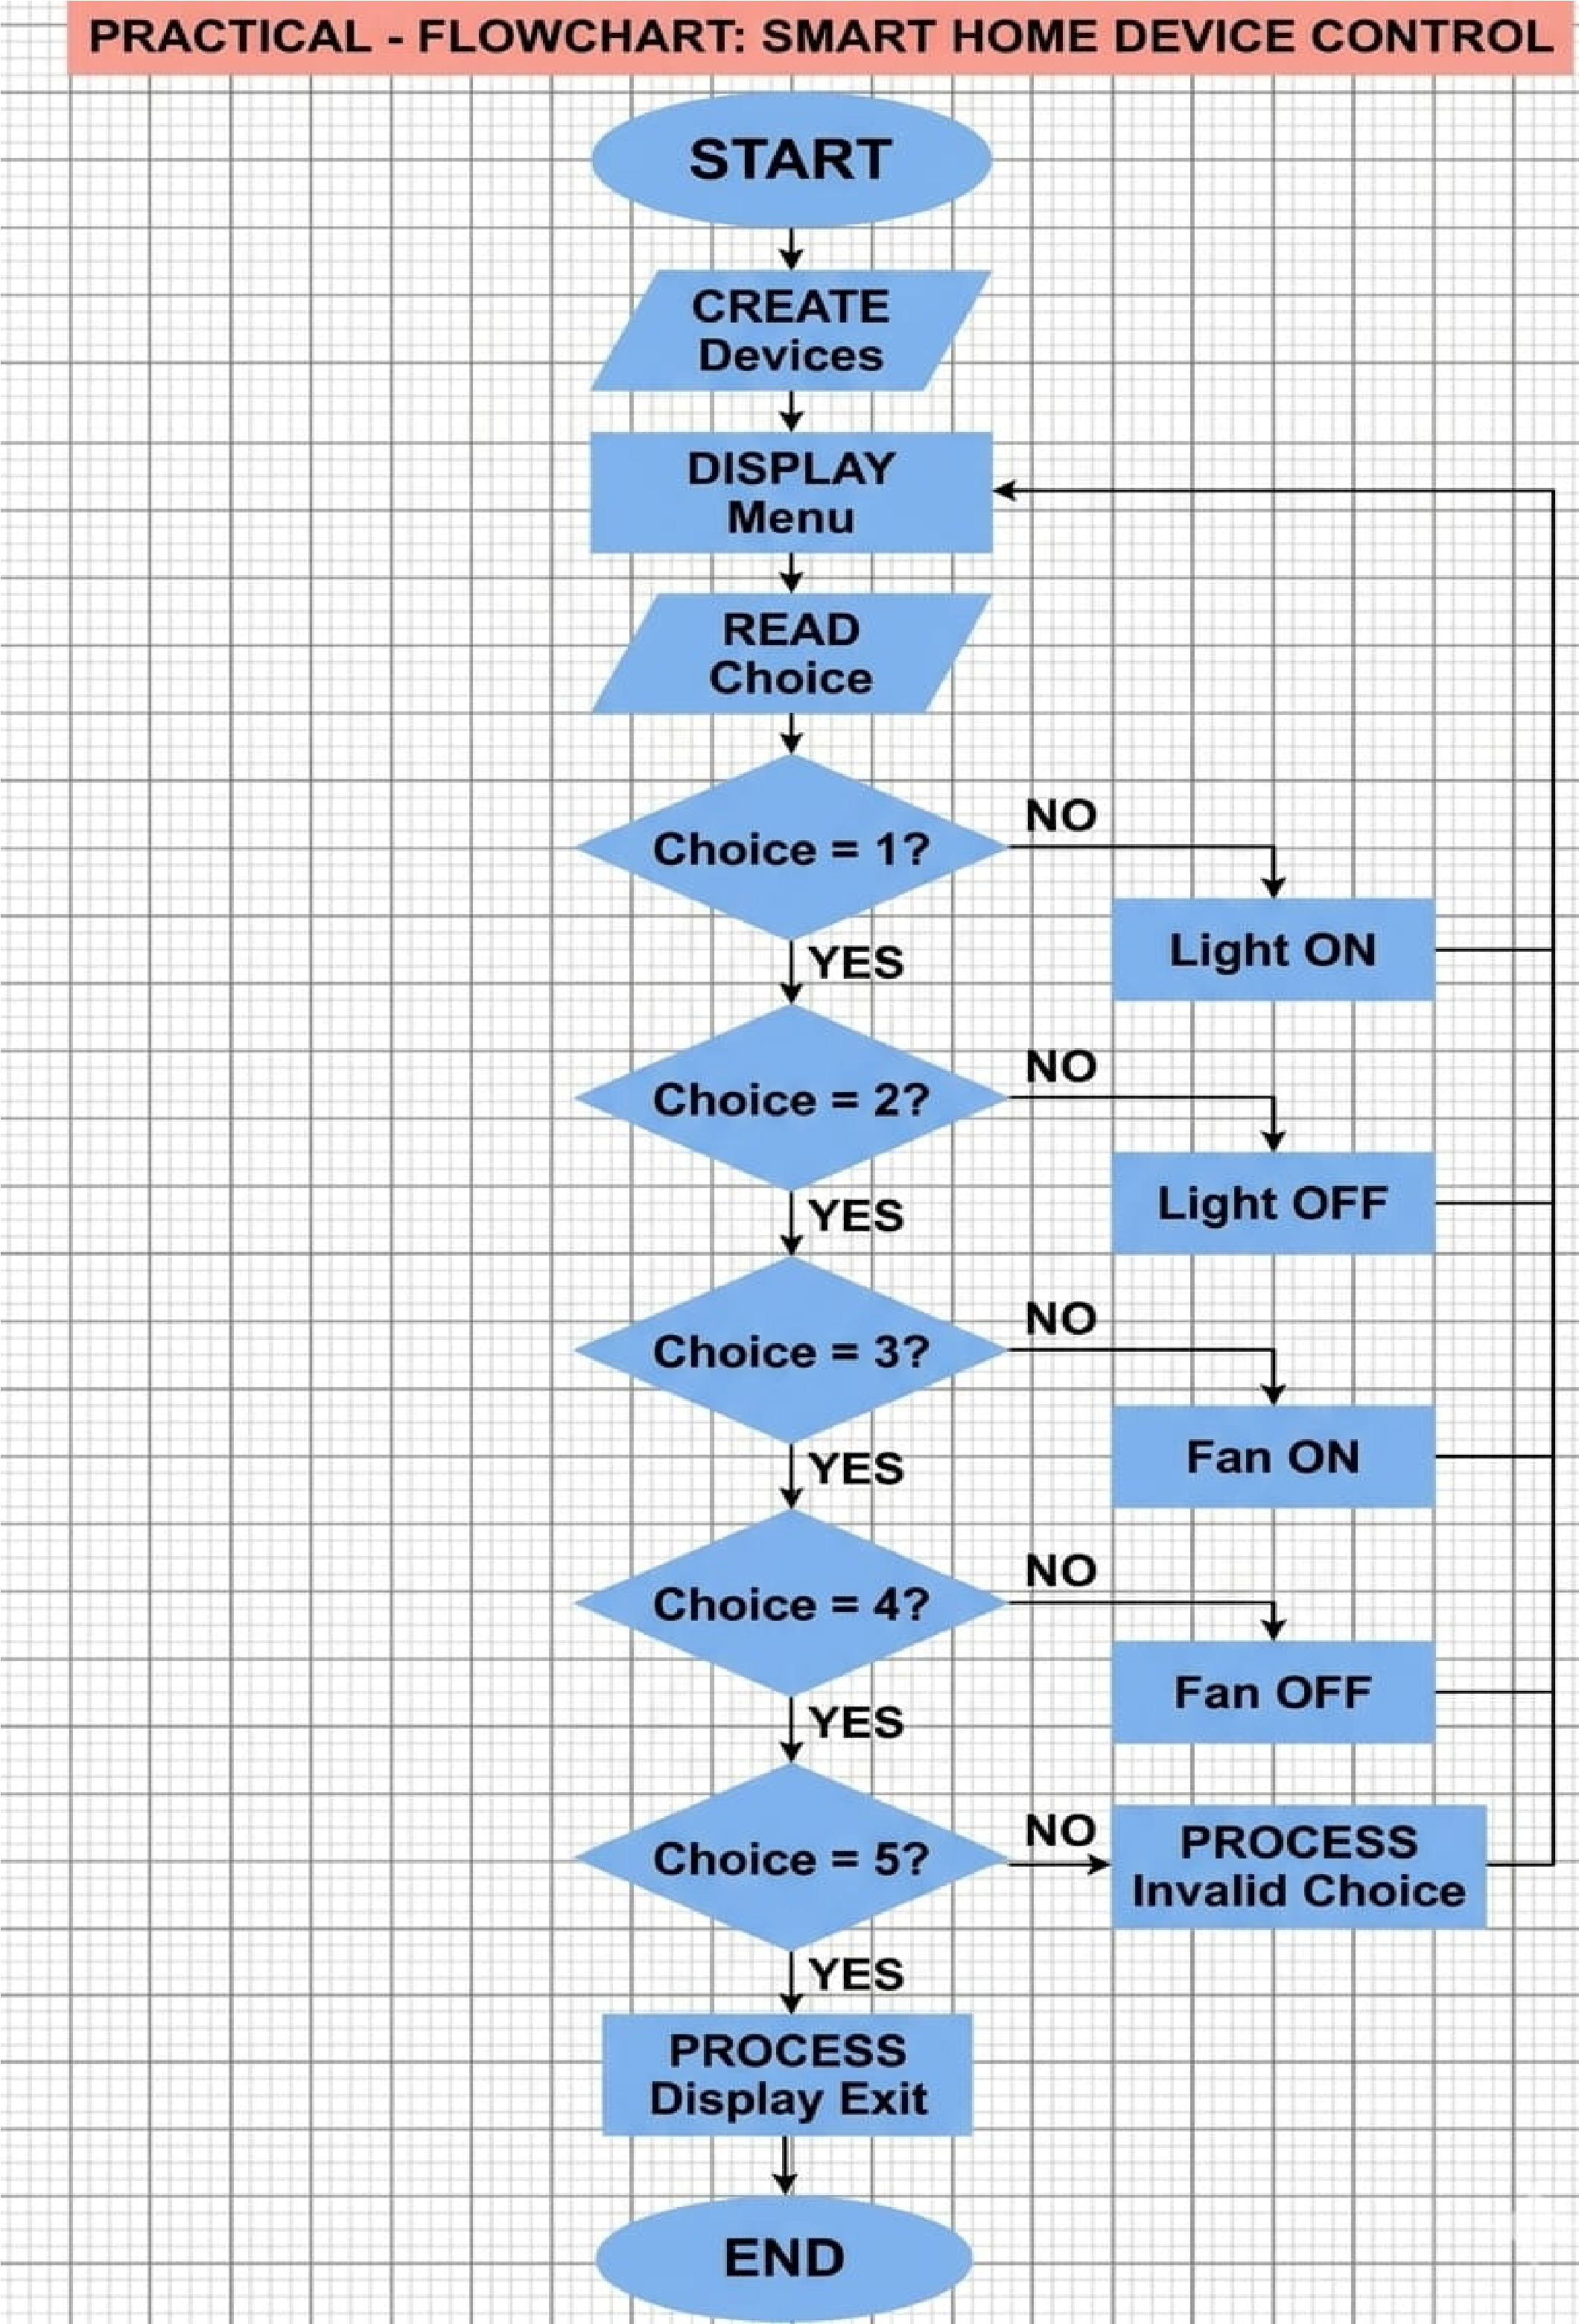 PRACTICAL - FLOWCHART: SMART HOME DEVICE CONTROL
START
CREATE
Devices
DISPLAY
Menu
READ
Choice
Choice = 1?
NO
Light ON
YES
Choice = 2?
NO
Light OFF
YES
Choice = 3?
NO
Fan ON
YES
Choice = 4?
NO
Fan OFF
YES
Choice = 5?
NO
PROCESS
Invalid Choice
YES
PROCESS
Display Exit
END